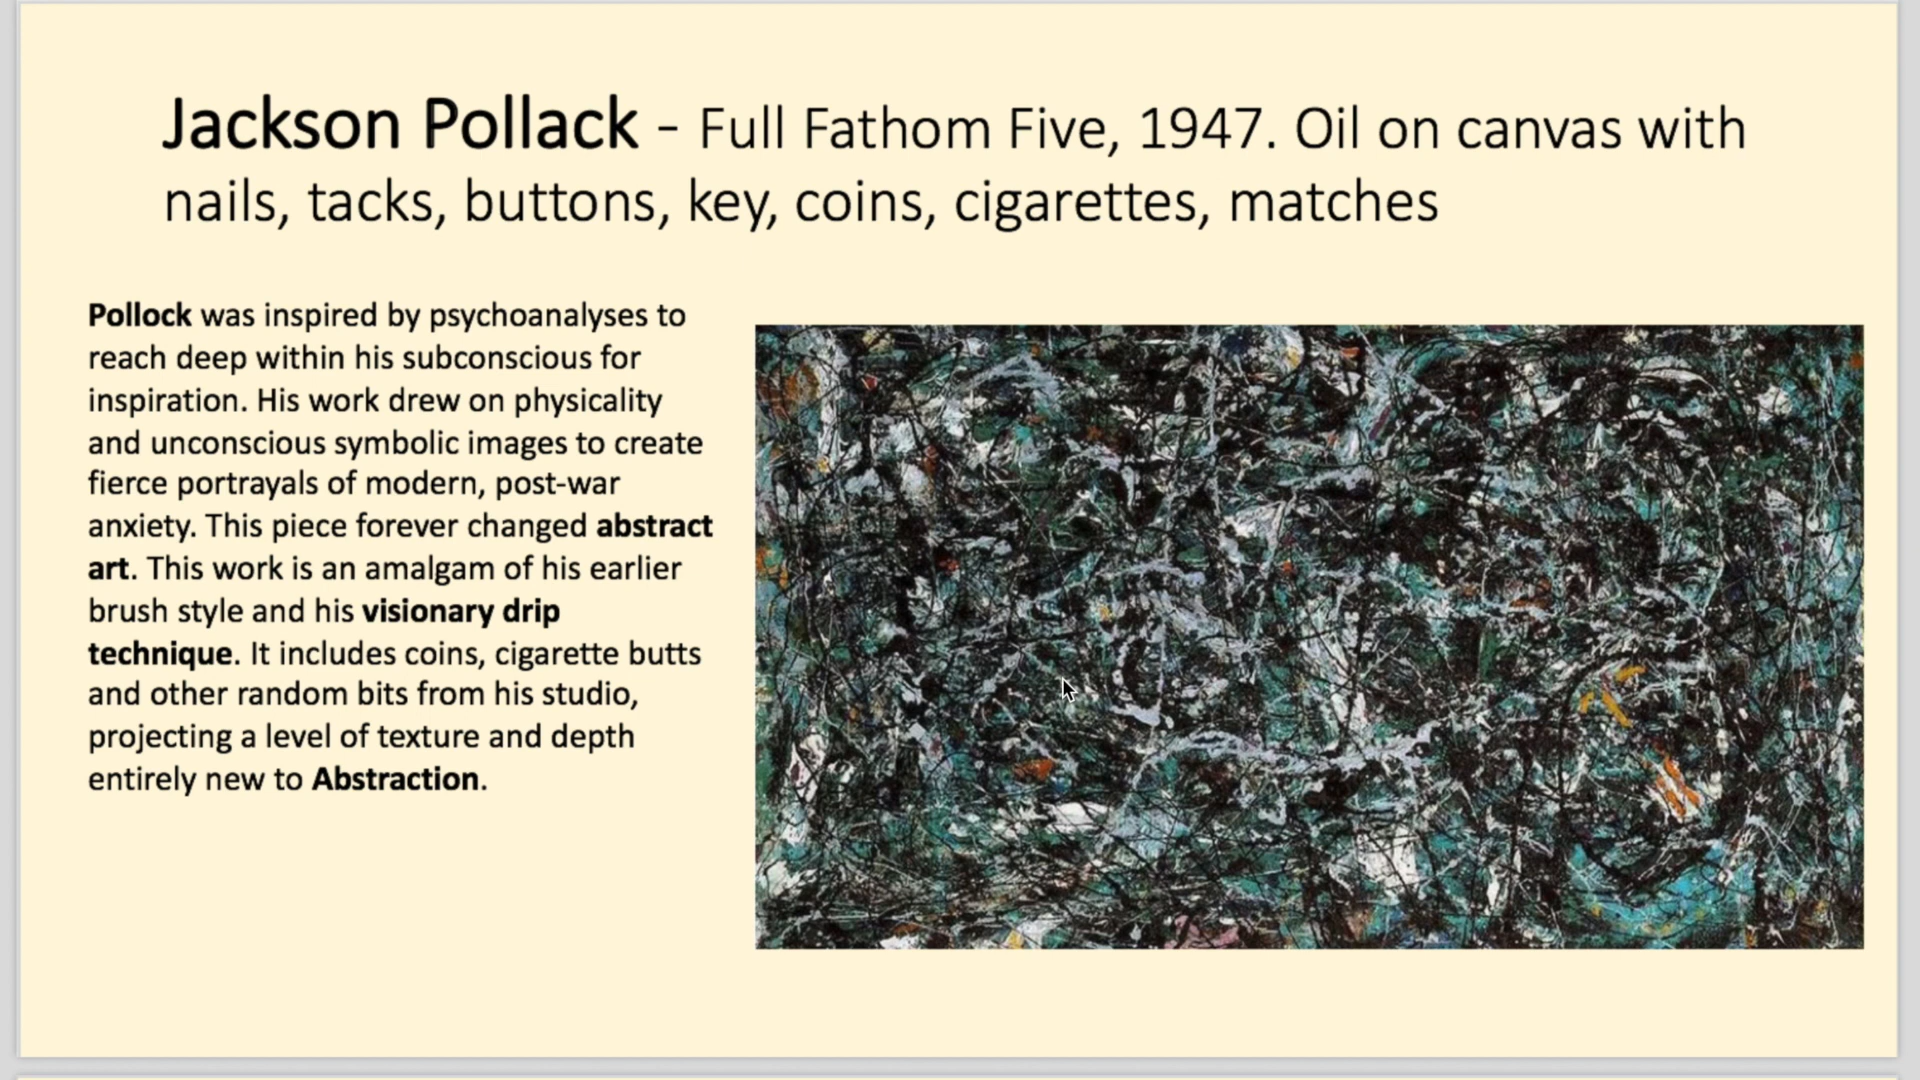 Jackson Pollack - Full Fathom Five, 1947. Oil on canvas with
nails, tacks, buttons, key, coins, cigarettes, matches
Pollock was inspired by psychoanalyses to
reach deep within his subconscious for
inspiration. His work drew on physicality
and unconscious symbolic images to create
fierce portrayals of modern, post-war
anxiety. This piece forever changed abstract
art. This work is an amalgam of his earlier
brush style and his visionary drip
technique. It includes coins, cigarette butts
and other random bits from his studio,
projecting a level of texture and depth
entirely new to Abstraction.